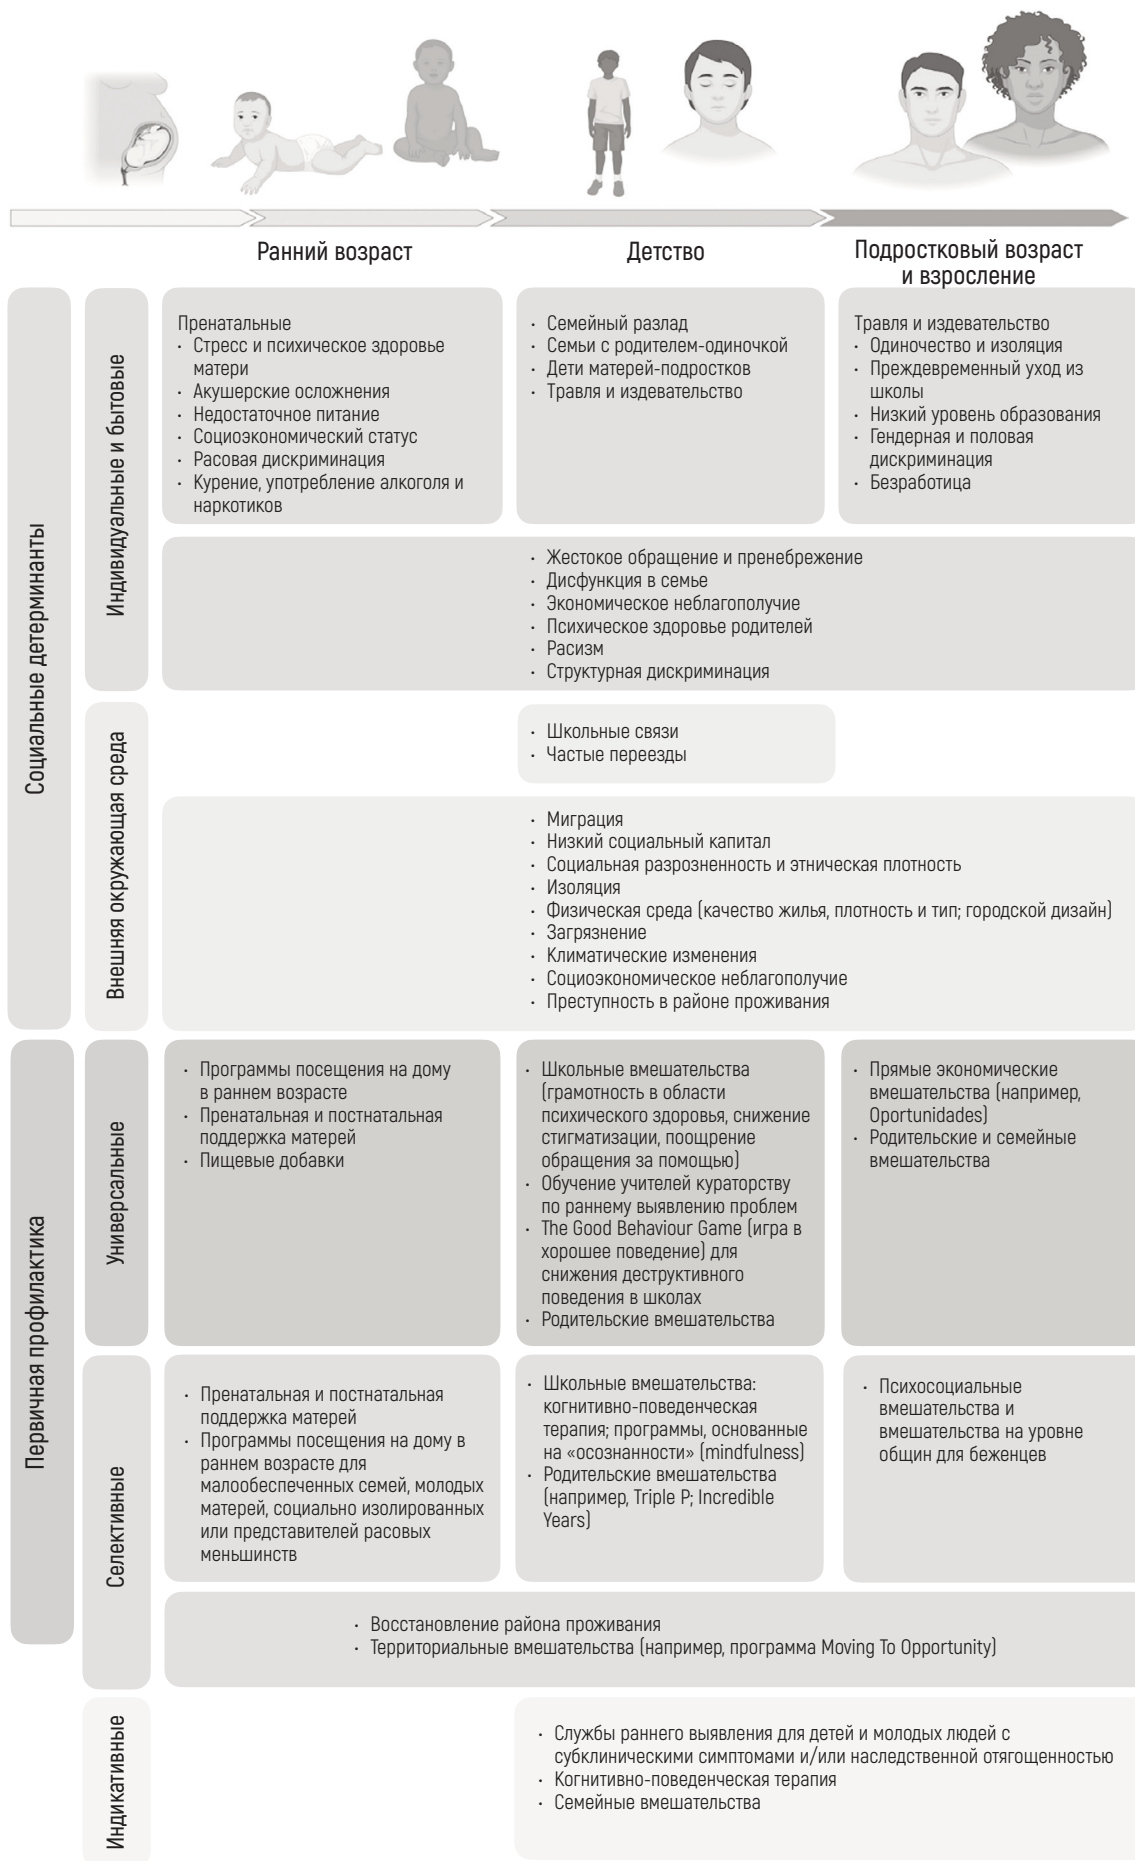 Ранний возраст
Детство
Подростковый возраст
и взросление
Социальные детерминанты
Индивидуальные и бытовые
Пренатальные
· Стресс и психическое здоровье
матери
· Акушерские осложнения
· Недостаточное питание
· Социоэкономический статус
· Расовая дискриминация
· Курение, употребление алкоголя и
наркотиков
· Семейный разлад
· Семьи с родителем-одиночкой
· Дети матерей-подростков
· Травля и издевательство
Травля и издевательство
· Одиночество и изоляция
· Преждевременный уход из
школы
· Низкий уровень образования
· Гендерная и половая
дискриминация
· Безработица
· Жестокое обращение и пренебрежение
· Дисфункция в семье
· Экономическое неблагополучие
· Психическое здоровье родителей
· Расизм
· Структурная дискриминация
Внешняя окружающая среда
· Школьные связи
· Частые переезды
· Миграция
· Низкий социальный капитал
· Социальная разрозненность и этническая плотность
· Изоляция
· Физическая среда (качество жилья, плотность и тип; городской дизайн)
· Загрязнение
· Климатические изменения
· Социоэкономическое неблагополучие
· Преступность в районе проживания
Первичная профилактика
Универсальные
· Программы посещения на дому
в раннем возрасте
· Пренатальная и постнатальная
поддержка матерей
· Пищевые добавки
· Школьные вмешательства
(грамотность в области
психического здоровья, снижение
стигматизации, поощрение
обращения за помощью)
· Обучение учителей кураторству
по раннему выявлению проблем
· The Good Behaviour Game (игра в
хорошее поведение) для
снижения деструктивного
поведения в школах
· Родительские вмешательства
· Прямые экономические
вмешательства (например,
Oportunidades)
· Родительские и семейные
вмешательства
Селективные
· Пренатальная и постнатальная
поддержка матерей
· Программы посещения на дому в
раннем возрасте для
малообеспеченных семей, молодых
матерей, социально изолированных
или представителей расовых
меньшинств
· Школьные вмешательства:
когнитивно-поведенческая
терапия; программы, основанные
на «осознанности» (mindfulness)
· Родительские вмешательства
(например, Triple P; Incredible
Years)
· Психосоциальные
вмешательства и
вмешательства на уровне
общин для беженцев
· Восстановление района проживания
· Территориальные вмешательства (например, программа Moving To Opportunity)
Индикативные
· Службы раннего выявления для детей и молодых людей с
субклиническими симптомами и/или наследственной отягощенностью
· Когнитивно-поведенческая терапия
· Семейные вмешательства